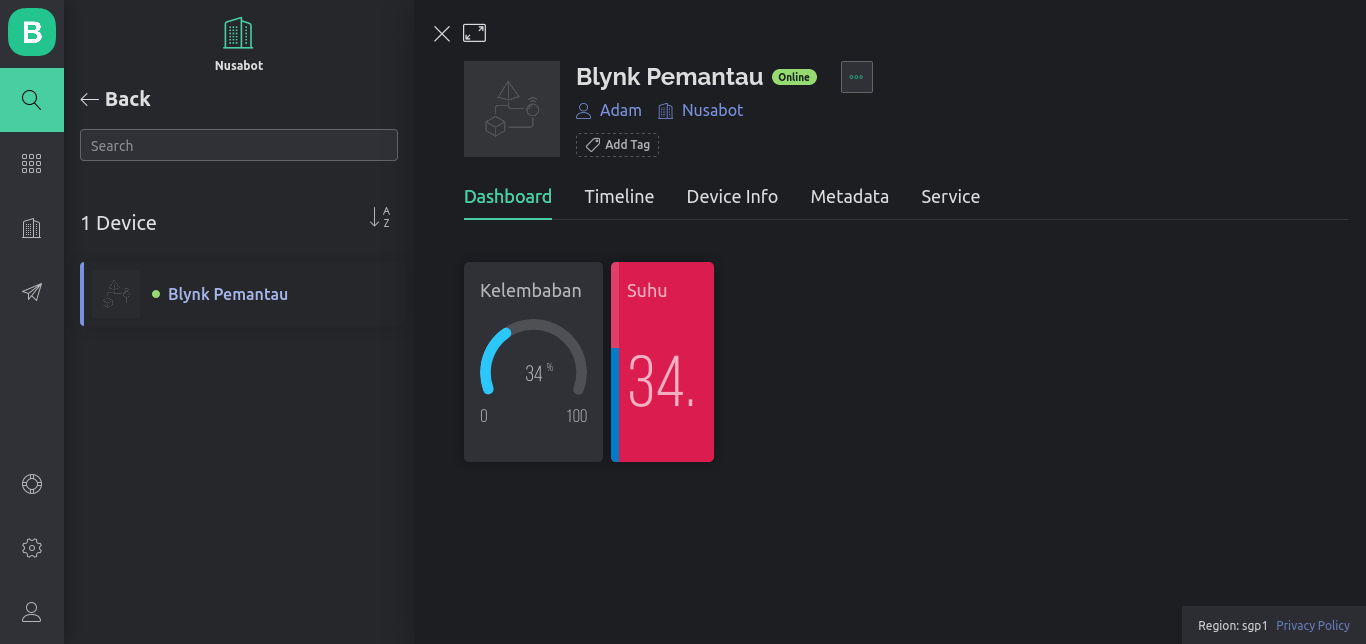 B
Nusabot
Back
Search
1 Device
A
Z
Blynk Pemantau
Blynk Pemantau Online
Adam Nusabot
Add Tag
Dashboard Timeline Device Info Metadata Service
Kelembaban
34 %
0 100
Suhu
34.
Region: sgp1 Privacy Policy